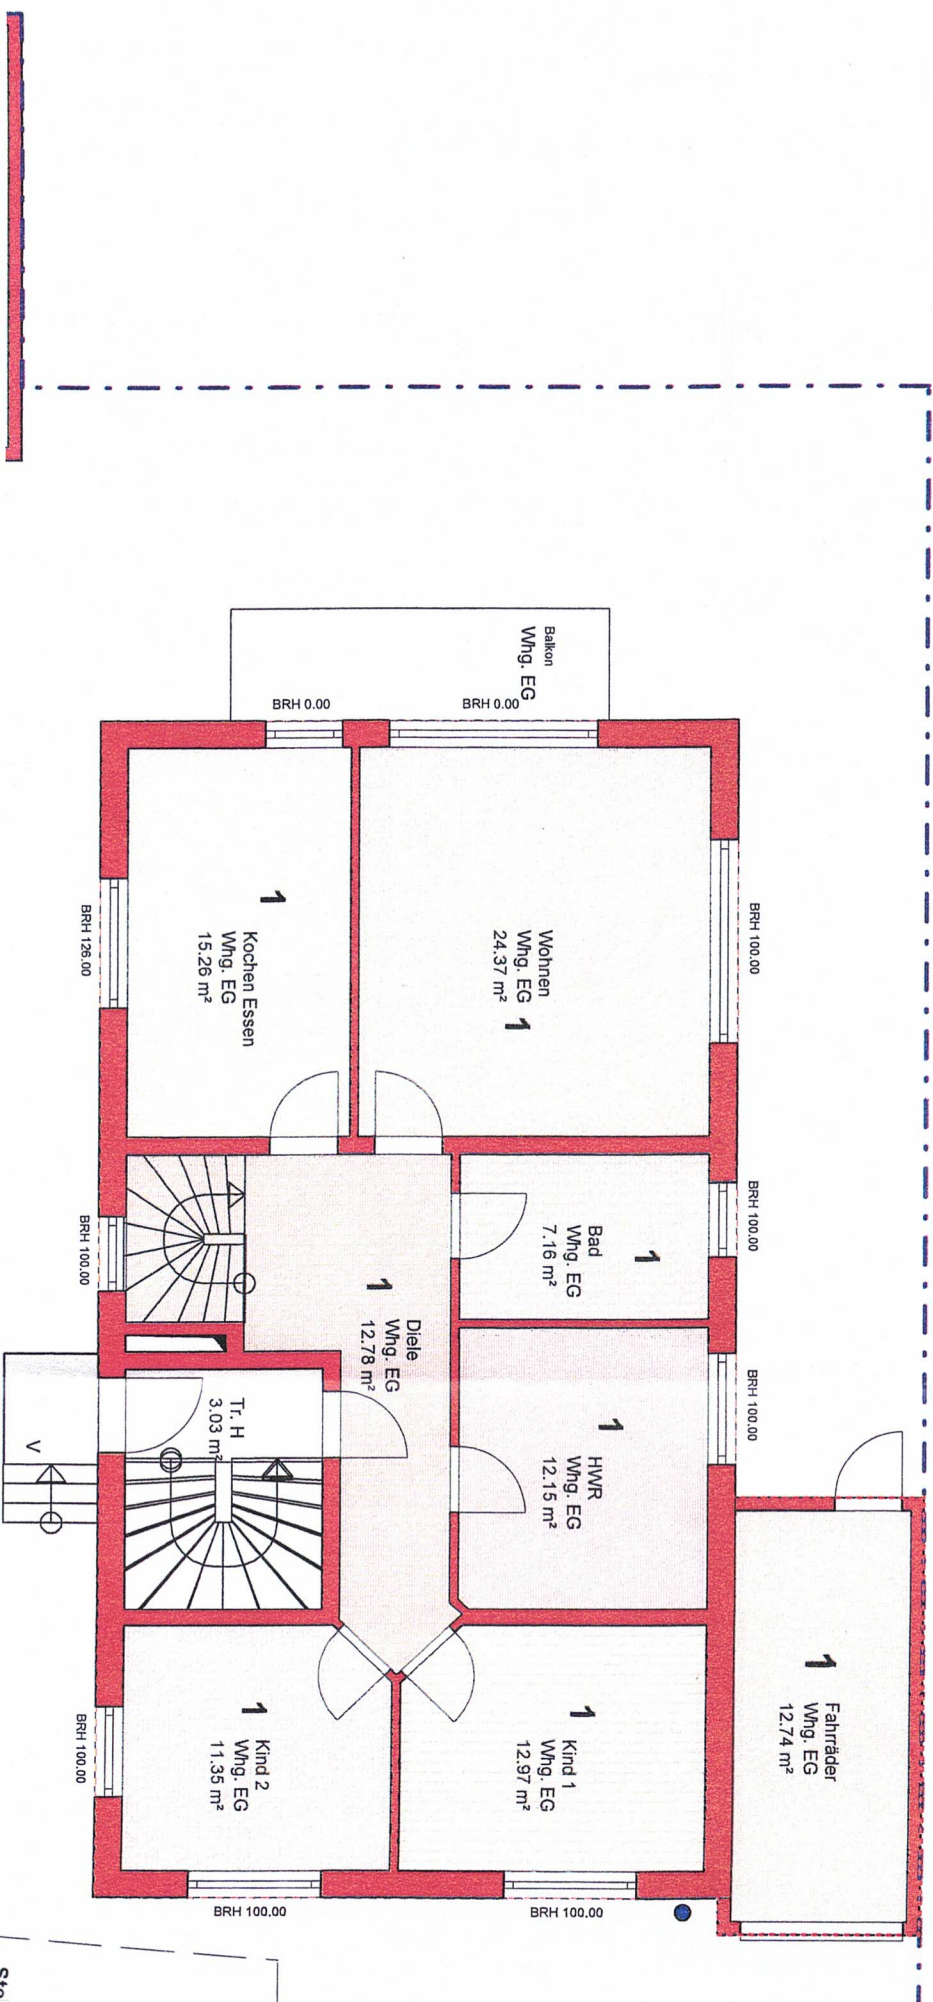 Balkon
Whg. EG
BRH 0.00
BRH 0.00
BRH 100.00
Wohnen
Whg. EG
24.37 m²
1
1
Kochen Essen
Whg. EG
15.26 m²
BRH 126.00
BRH 100.00
1
Bad
Whg. EG
7.16 m²
BRH 100.00
1
Diele
Whg. EG
12.78 m²
BRH 100.00
1
HWR
Whg. EG
12.15 m²
Tr. H
3.03 m²
V
1
Fahrräder
Whg. EG
12.74 m²
1
Kind 1
Whg. EG
12.97 m²
1
Kind 2
Whg. EG
11.35 m²
BRH 100.00
BRH 100.00
BRH 100.00